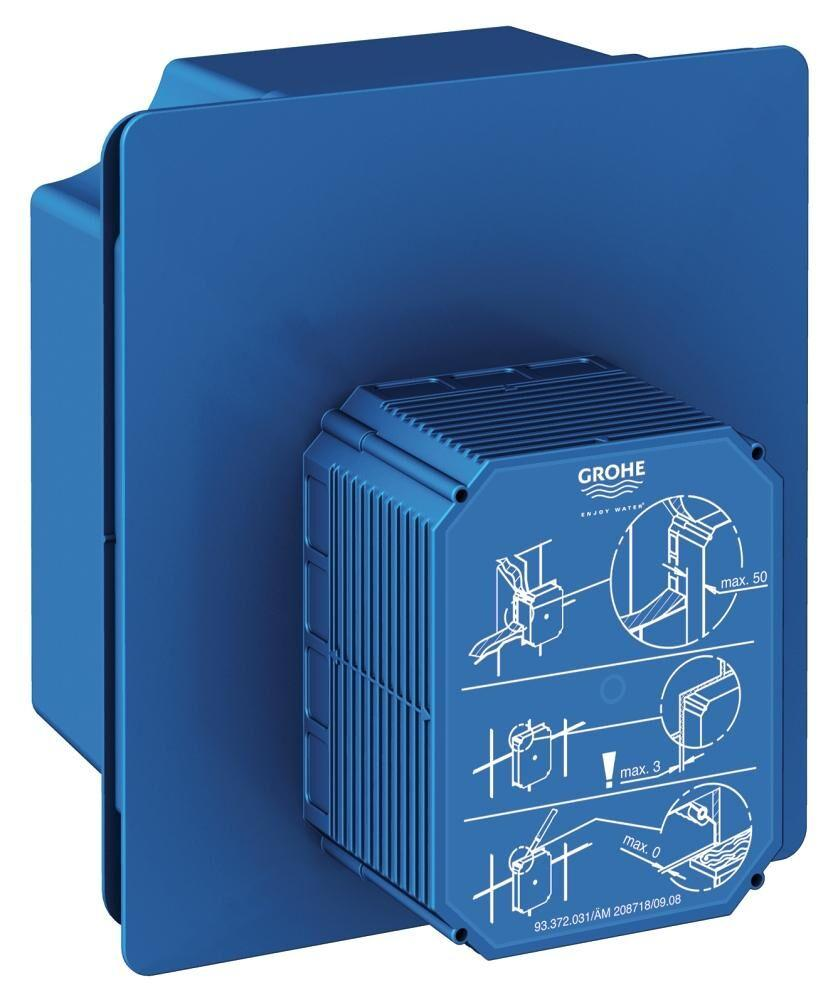 GROHE
ENJOY WATER®
max. 50
! max. 3
max. 0
93.372.031/ÄM 208718/09.08